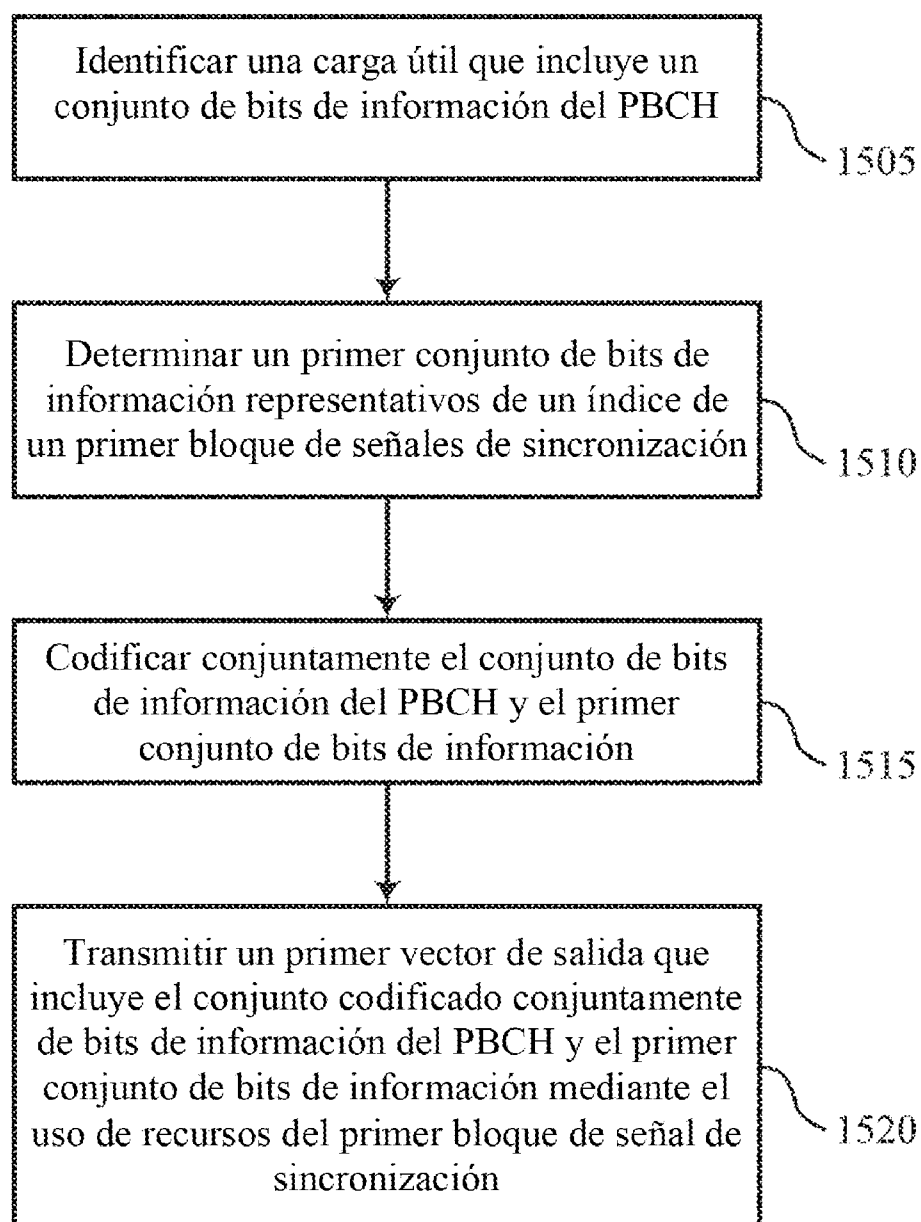 Identificar una carga útil que incluye un
conjunto de bits de información del PBCH
1505
Determinar un primer conjunto de bits de
información representativos de un índice de
un primer bloque de señales de sincronización
1510
Codificar conjuntamente el conjunto de bits
de información del PBCH y el primer
conjunto de bits de información
1515
Transmitir un primer vector de salida que
incluye el conjunto codificado conjuntamente
de bits de información del PBCH y el primer
conjunto de bits de información mediante el
uso de recursos del primer bloque de señal de
sincronización
1520